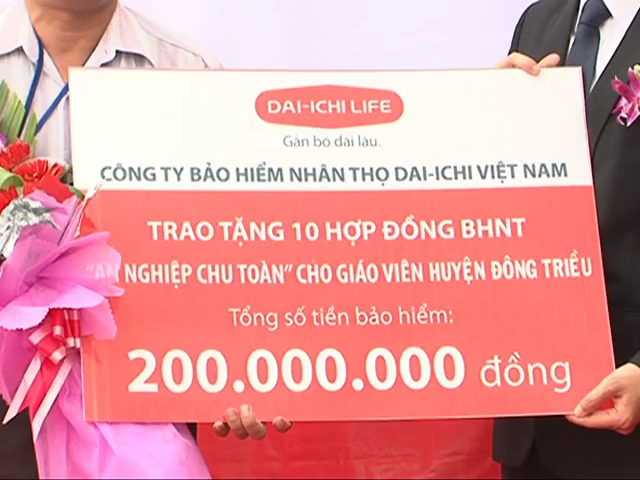 DAI-ICHI LIFE
Gắn bó dài lâu.
CÔNG TY BẢO HIỂM NHÂN THỌ DAI-ICHI VIỆT NAM
TRAO TẶNG 10 HỢP ĐỒNG BHNT
"AN NGHIỆP CHU TOÀN" CHO GIÁO VIÊN HUYỆN ĐÔNG TRIỀU
Tổng số tiền bảo hiểm:
200.000.000 đồng